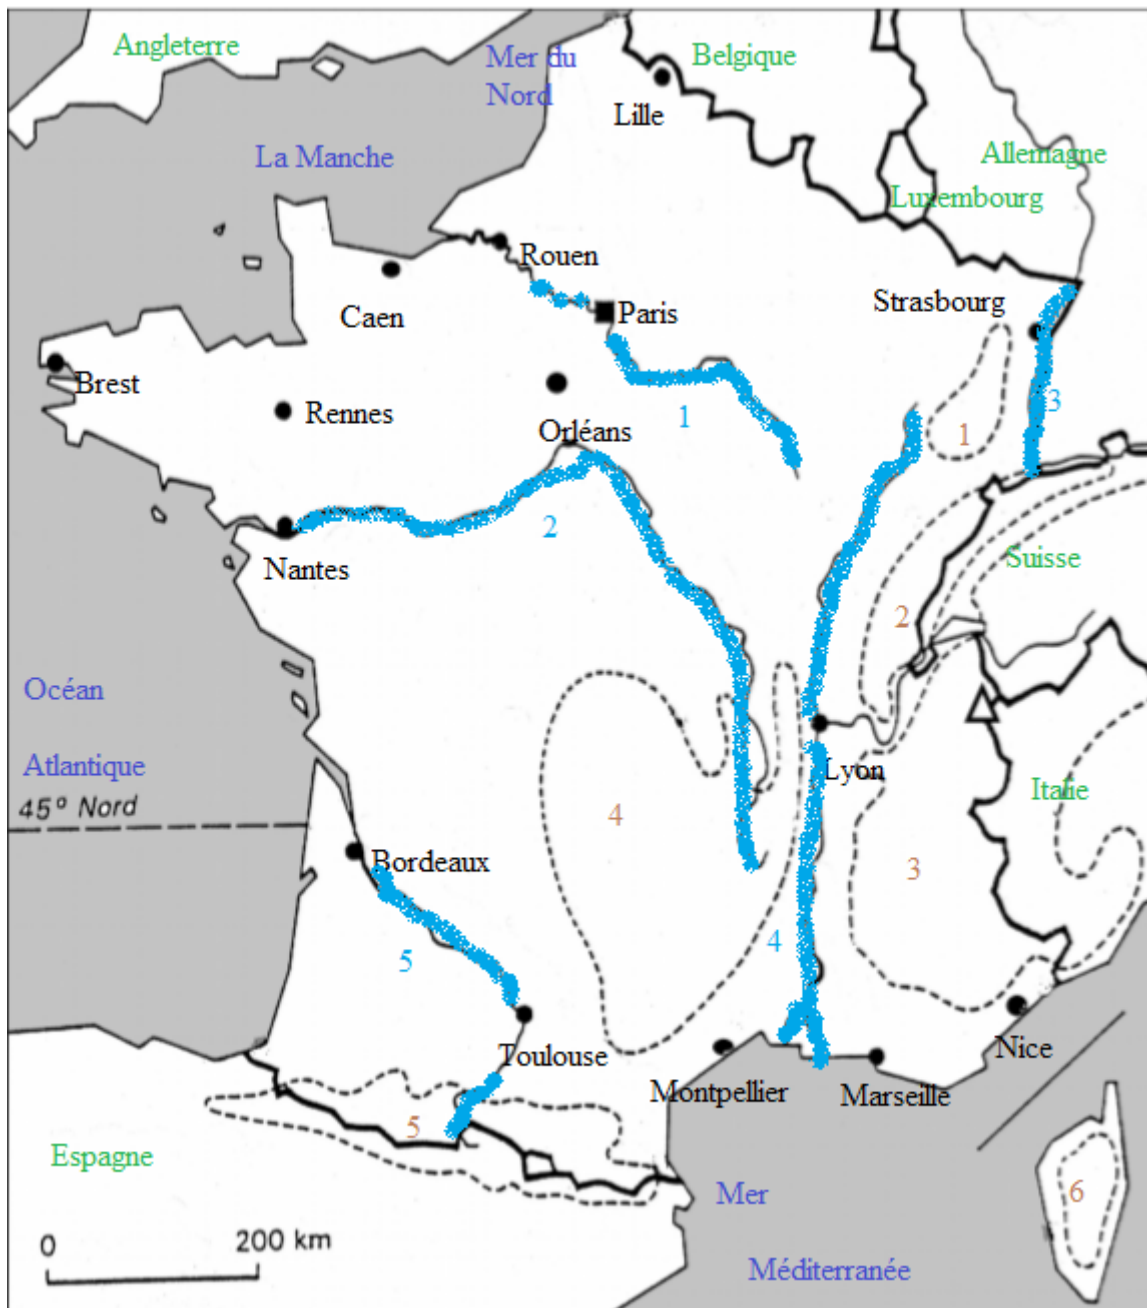 Angleterre
Mer du
Nord
Belgique
Lille
La Manche
Allemagne
Luxembourg
Rouen
Caen
Paris
Strasbourg
Brest
Rennes
Orléans
1
3
1
2
Nantes
Suisse
2
Océan
Atlantique
45° Nord
Lyon
Italie
4
Bordeaux
3
5
4
Toulouse
Nice
Montpellier
Marseille
5
Espagne
Mer
6
0
200 km
Méditerranée